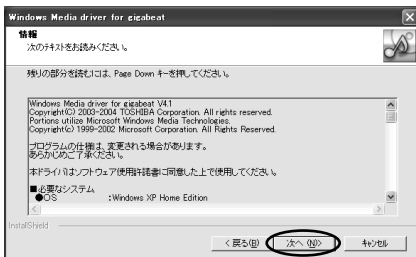 Windows Media driver for gigabeat
情報
次のテキストをお読みください。
残りの部分を読むには、Page Down キーを押してください。
Windows Media driver for gigabeat V4.1
Copyright(C) 2003-2004 TOSHIBA Corporation. All rights reserved.
Portions utilize Microsoft Windows Media Technologies.
Copyright(c) 1999-2002 Microsoft Corporation. All Rights Reserved.
プログラムの仕様は、変更される場合があります。
あらかじめご了承ください。
本ドライバはソフトウェア使用許諾書に同意した上で使用してください。
■必要なシステム
●OS :Windows XP Home Edition
InstallShield
< 戻る(B)
次へ (N)>
キャンセル